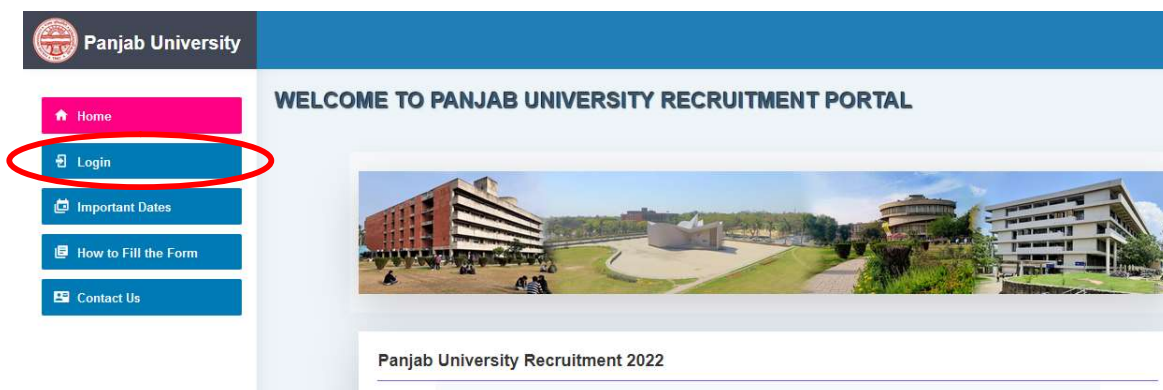 Panjab University
WELCOME TO PANJAB UNIVERSITY RECRUITMENT PORTAL
Home
Login
Important Dates
How to Fill the Form
Contact Us
Panjab University Recruitment 2022